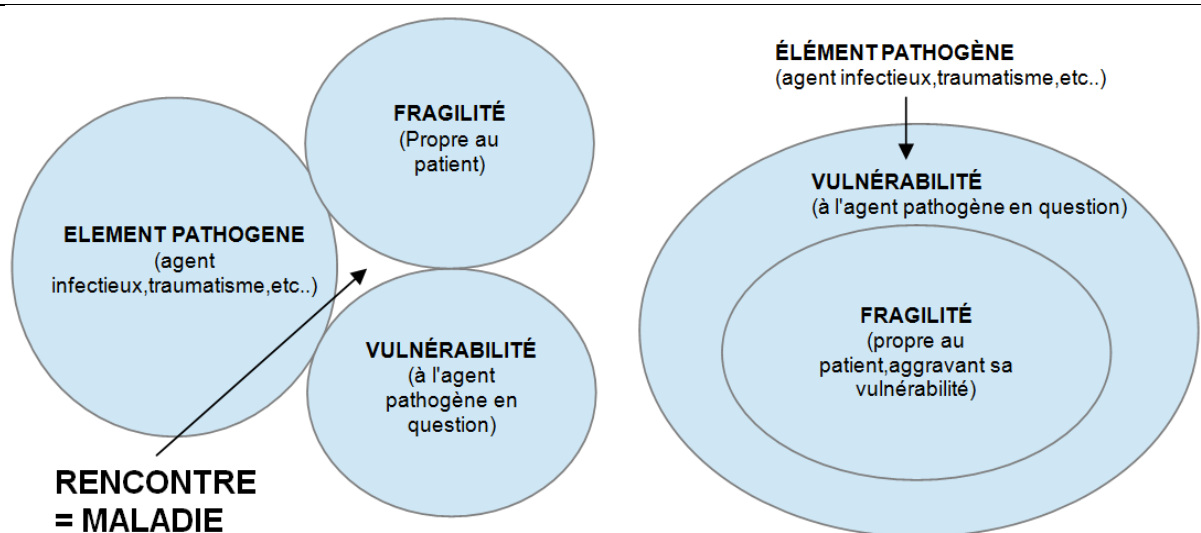 FRAGILITÉ
(Propre au
patient)
ELEMENT PATHOGENE
(agent
infectieux,traumatisme,etc..)
VULNÉRABILITÉ
(à l'agent
pathogène en
question)
RENCONTRE
= MALADIE
ÉLÉMENT PATHOGÈNE
(agent infectieux,traumatisme,etc..)
VULNÉRABILITÉ
(à l'agent pathogène en question)
FRAGILITÉ
(propre au
patient,aggravant sa
vulnérabilité)